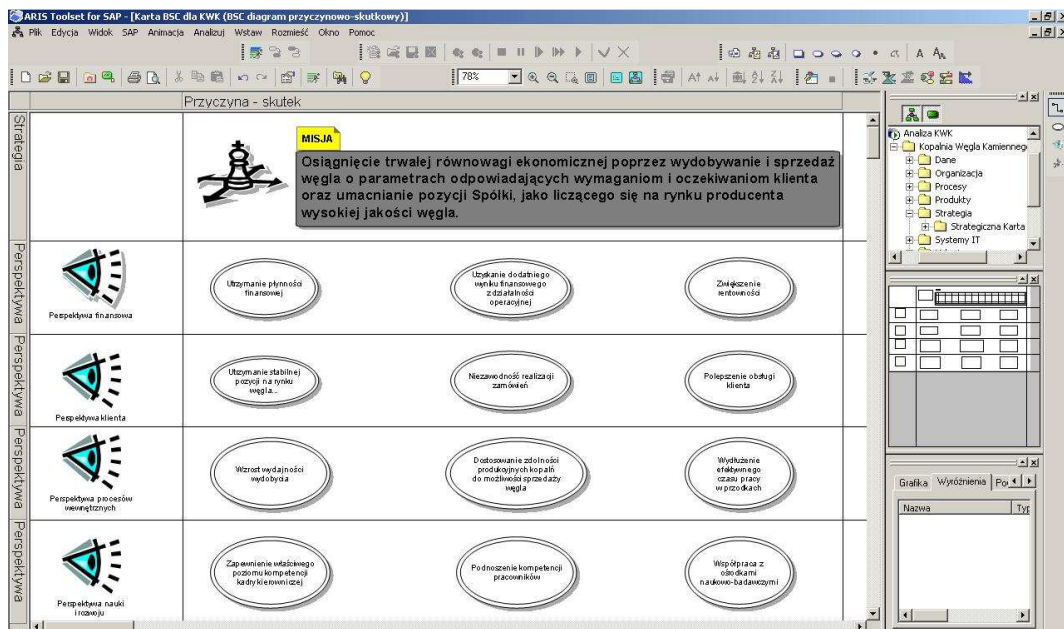 ARIS Toolset for SAP - [Karta BSC dla KWK (BSC diagram przyczynowo-skutkowy)]
Plik Edycja Widok SAP Animacja Analizuj Wstaw Rozmieść Okno Pomoc
78%
Przyczyna - skutek
Strategia
MISJA
Osiągnięcie trwałej równowagi ekonomicznej poprzez wydobywanie i sprzedaż
węgla o parametrach odpowiadających wymaganiom i oczekiwaniom klienta
oraz umacnianie pozycji Spółki, jako liczącego się na rynku producenta
wysokiej jakości węgla.
Perspektywa
Perspektywa finansowa
Utrzymanie płynności
finansowej
Uzyskanie dodatniego
wyniku finansowego
z działalności
operacyjnej
Zwiększenie
rentowności
Perspektywa
Perspektywa klienta
Utrzymanie stabilnej
pozycji na rynku
węgla...
Niezawodność realizacji
zamówień
Polepszenie obsługi
klienta
Perspektywa
Perspektywa procesów
wewnętrznych
Wzrost wydajności
wydobycia
Dostosowanie zdolności
produkcyjnych kopalń
do możliwości sprzedaży
węgla
Wydłużenie
efektywnego
czasu pracy
w przodkach
Perspektywa
Perspektywa nauki
i rozwoju
Zapewnienie właściwego
poziomu kompetencji
kadry kierowniczej
Podnoszenie kompetencji
pracowników
Współpraca z
ośrodkami
naukowo-badawczymi
Analiza KWK
Kopalnia Węgla Kamienneg
Dane
Organizacja
Procesy
Produkty
Strategia
Strategiczna Karta
Systemy IT
Grafika Wyróżnienia Po
Nazwa Typ